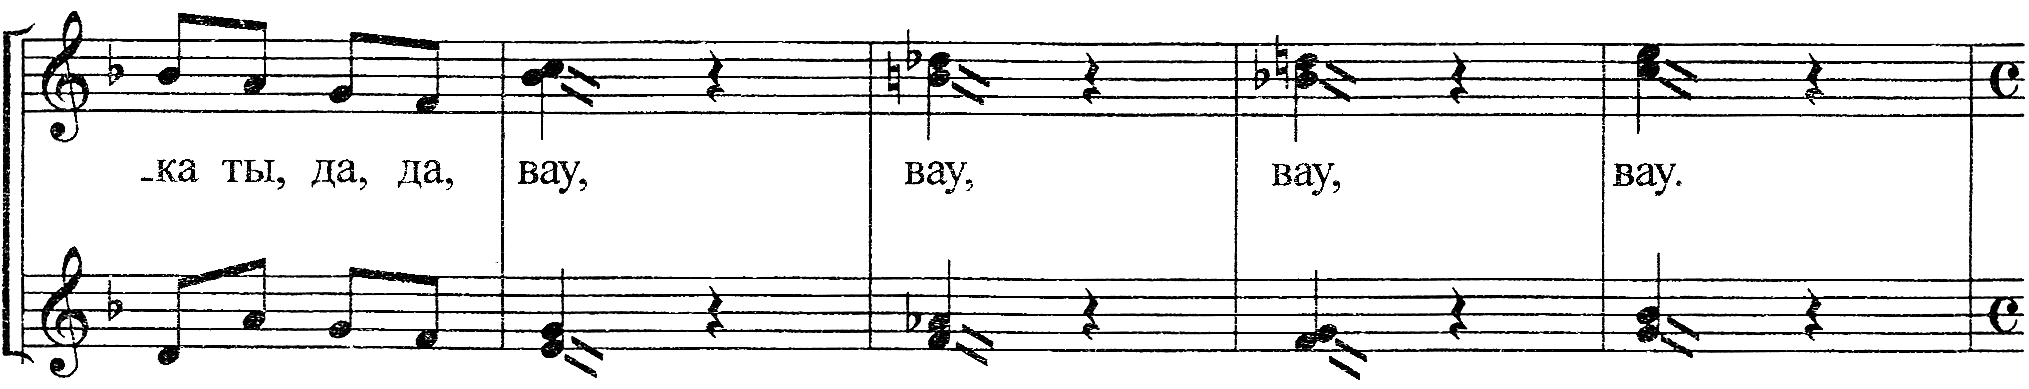 -ка ты, да, да, вау, вау, вау, вау.